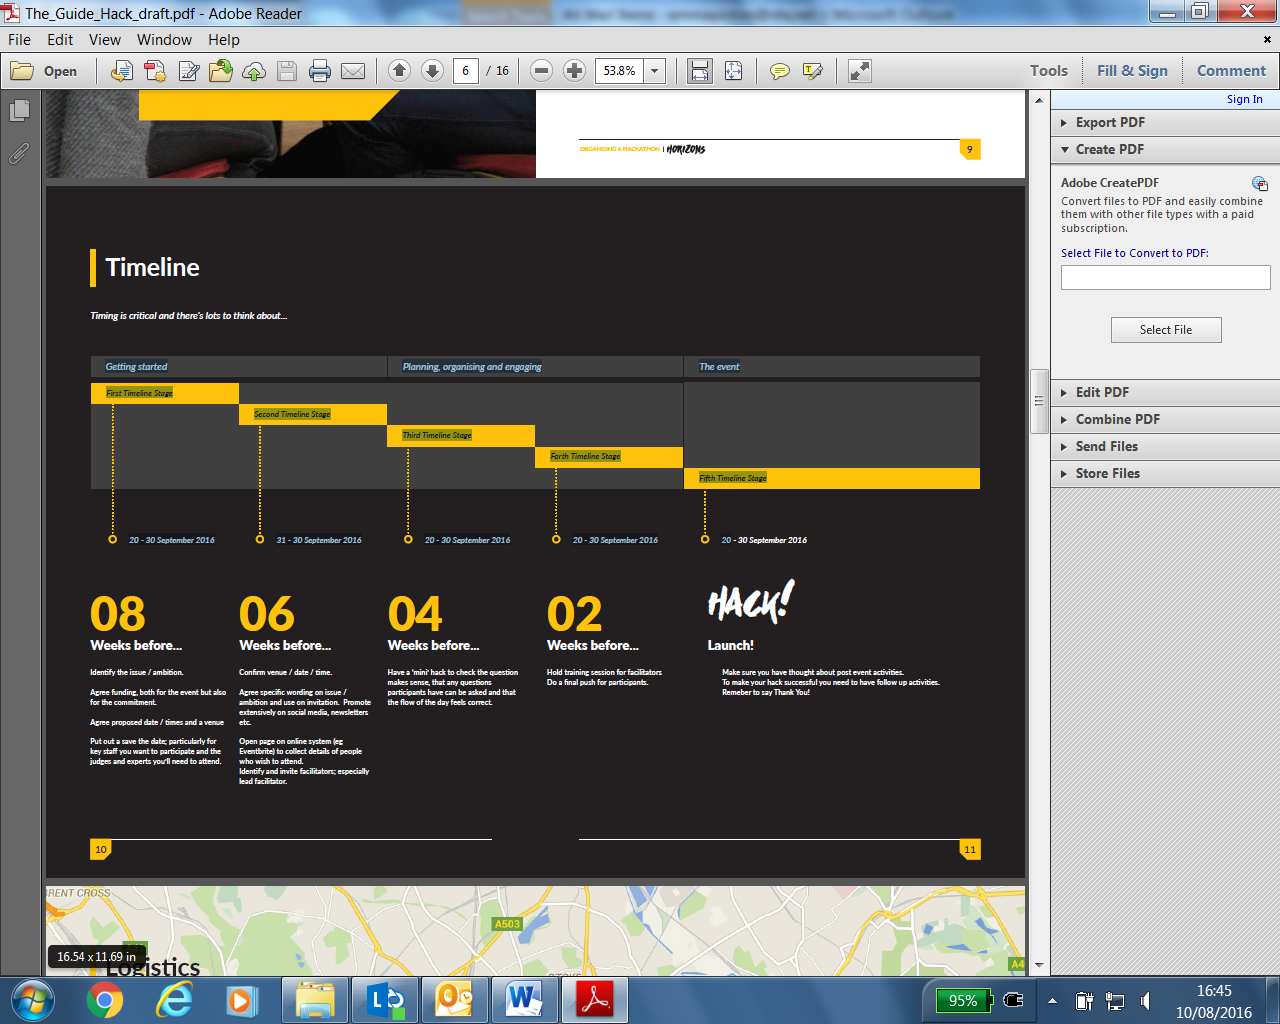 The_Guide_Hack_draft.pdf - Adobe Reader
File Edit View Window Help
Open 6 / 16 53.8% Tools Fill & Sign Comment
Sign In
Export PDF
Create PDF
Adobe CreatePDF
Convert files to PDF and easily combine
them with other file types with a paid
subscription.
Select File to Convert to PDF:
Select File
Edit PDF
Combine PDF
Send Files
Store Files
ORGANISING A HACKATHON | HORIZONS 9
Timeline
Timing is critical and there's lots to think about...
Getting started Planning, organising and engaging The event
First Timeline Stage
Second Timeline Stage
Third Timeline Stage
Forth Timeline Stage
Fifth Timeline Stage
20 - 30 September 2016 31 - 30 September 2016 20 - 30 September 2016 20 - 30 September 2016 20 - 30 September 2016
08
Weeks before...
Identify the issue / ambition.
Agree funding, both for the event but also
for the commitment.
Agree proposed date / times and a venue
Put out a save the date; particularly for
key staff you want to participate and the
judges and experts you'll need to attend.
06
Weeks before...
Confirm venue / date / time.
Agree specific wording on issue /
ambition and use on invitation. Promote
extensively on social media, newsletters
etc.
Open page on online system (eg
Eventbrite) to collect details of people
who wish to attend.
Identify and invite facilitators; especially
lead facilitator.
04
Weeks before...
Have a 'mini' hack to check the question
makes sense, that any questions
participants have can be asked and that
the flow of the day feels correct.
02
Weeks before...
Hold training session for facilitators
Do a final push for participants.
HACK!
Launch!
Make sure you have thought about post event activities.
To make your hack successful you need to have follow up activities.
Remeber to say Thank You!
10 11
RENT CROSS
A503
A4
16.54 x 11.69 in
Logistics
95%
16:45
10/08/2016